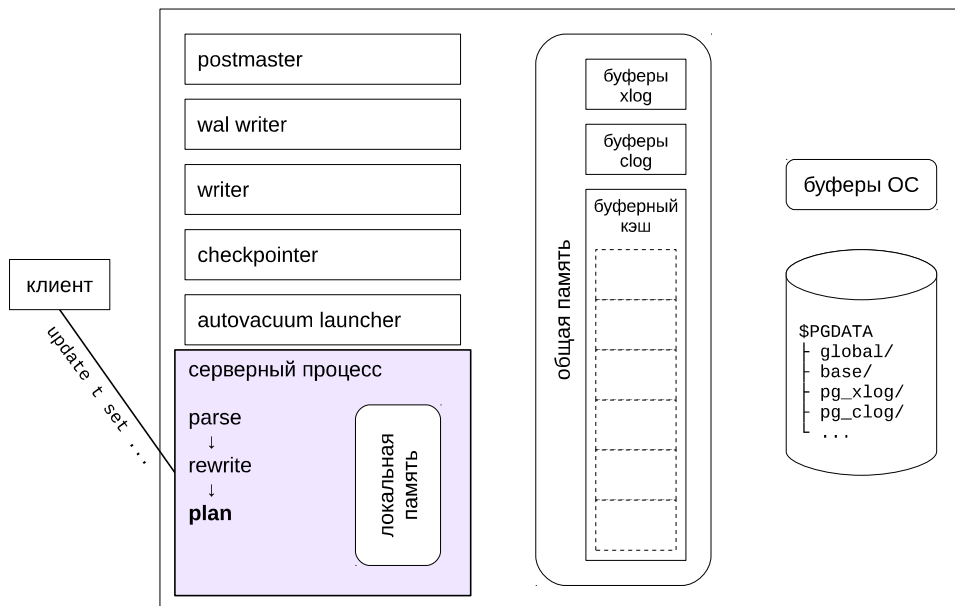 postmaster
wal writer
writer
checkpointer
autovacuum launcher
клиент
update t set ...
серверный процесс
parse
↓
rewrite
↓
plan
локальная
память
общая память
буферы
xlog
буферы
clog
буферный
кэш
буферы ОС
$PGDATA
├ global/
├ base/
├ pg_xlog/
├ pg_clog/
└ ...